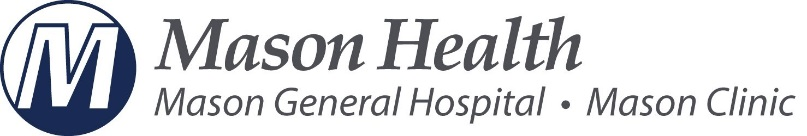 M
Mason Health
Mason General Hospital • Mason Clinic